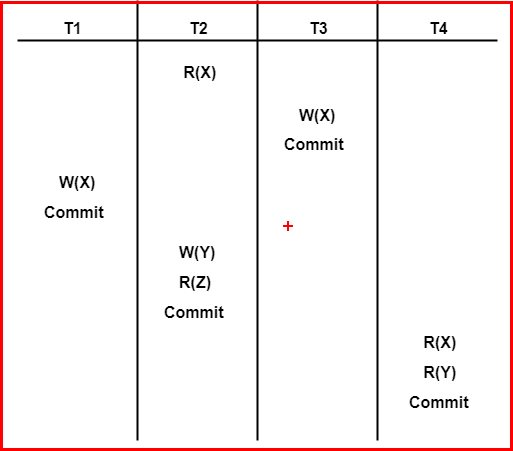 T1 T2 T3 T4
R(X)
W(X)
Commit
W(X)
Commit
W(Y)
R(Z)
Commit
R(X)
R(Y)
Commit